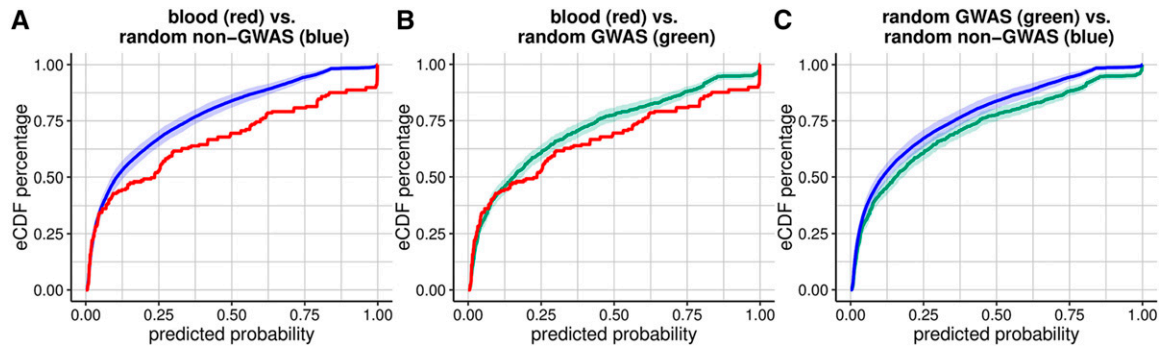 A
blood (red) vs.
random non−GWAS (blue)
1.00
0.75
0.50
0.25
0.00
eCDF percentage
0.00
0.25
0.50
0.75
1.00
predicted probability
B
blood (red) vs.
random GWAS (green)
1.00
0.75
0.50
0.25
0.00
eCDF percentage
0.00
0.25
0.50
0.75
1.00
predicted probability
C
random GWAS (green) vs.
random non−GWAS (blue)
1.00
0.75
0.50
0.25
0.00
eCDF percentage
0.00
0.25
0.50
0.75
1.00
predicted probability